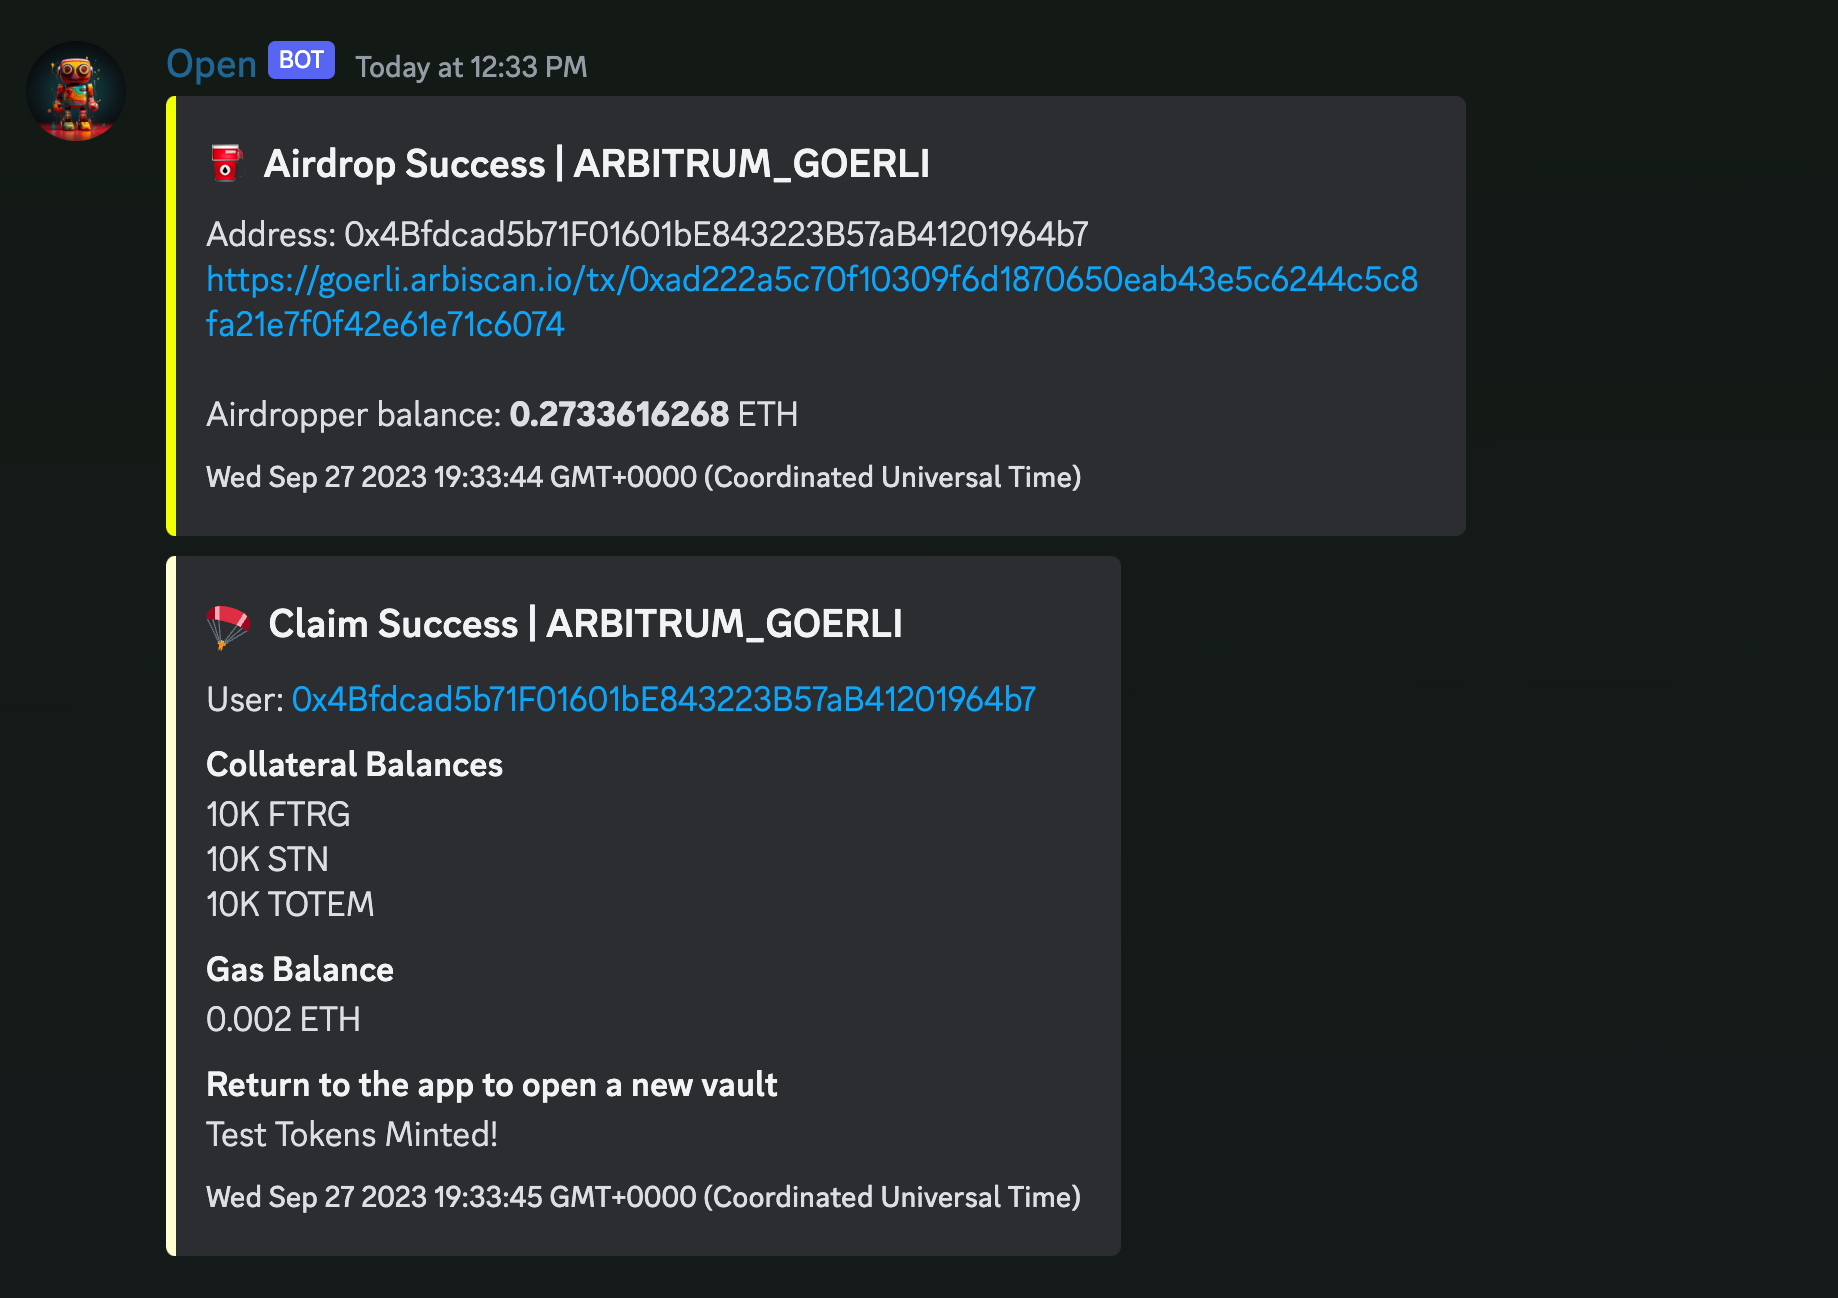 Open BOT Today at 12:33 PM
Airdrop Success | ARBITRUM_GOERLI
Address: 0x4Bfdcad5b71F01601bE843223B57aB41201964b7
https://goerli.arbiscan.io/tx/0xad222a5c70f10309f6d1870650eab43e5c6244c5c8
fa21e7f0f42e61e71c6074
Airdropper balance: 0.2733616268 ETH
Wed Sep 27 2023 19:33:44 GMT+0000 (Coordinated Universal Time)
Claim Success | ARBITRUM_GOERLI
User: 0x4Bfdcad5b71F01601bE843223B57aB41201964b7
Collateral Balances
10K FTRG
10K STN
10K TOTEM
Gas Balance
0.002 ETH
Return to the app to open a new vault
Test Tokens Minted!
Wed Sep 27 2023 19:33:45 GMT+0000 (Coordinated Universal Time)